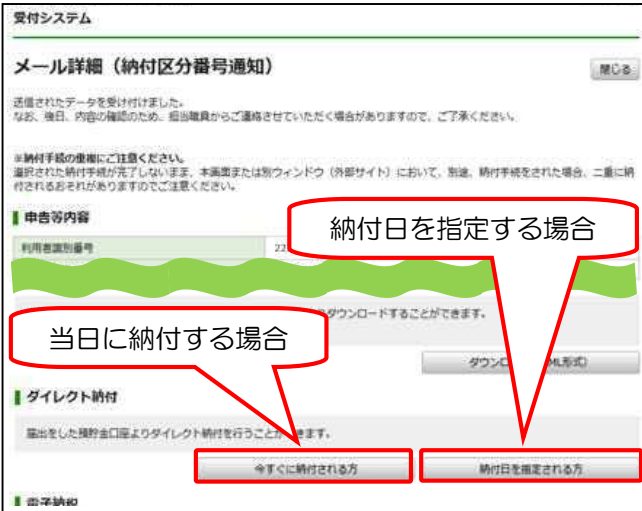 受付システム
メール詳細（納付区分番号通知）
閉じる
送信されたデータを受け付けました。
なお、後日、内容の確認のため、担当職員からご連絡させていただく場合がありますので、ご了承ください。
※納付手続の重複にご注意ください。
選択された納付手続が完了しないまま、本画面または別ウィンドウ（外部サイト）において、別途、納付手続をされた場合、二重に納
付されるおそれがありますのでご注意ください。
申告等内容
納付日を指定する場合
利用者識別番号
22
ダウンロードすることができます。
当日に納付する場合
ダイレクト納付
届出をした預貯金口座よりダイレクト納付を行うことができます。
今すぐに納付される方
納付日を指定される方
電子納税